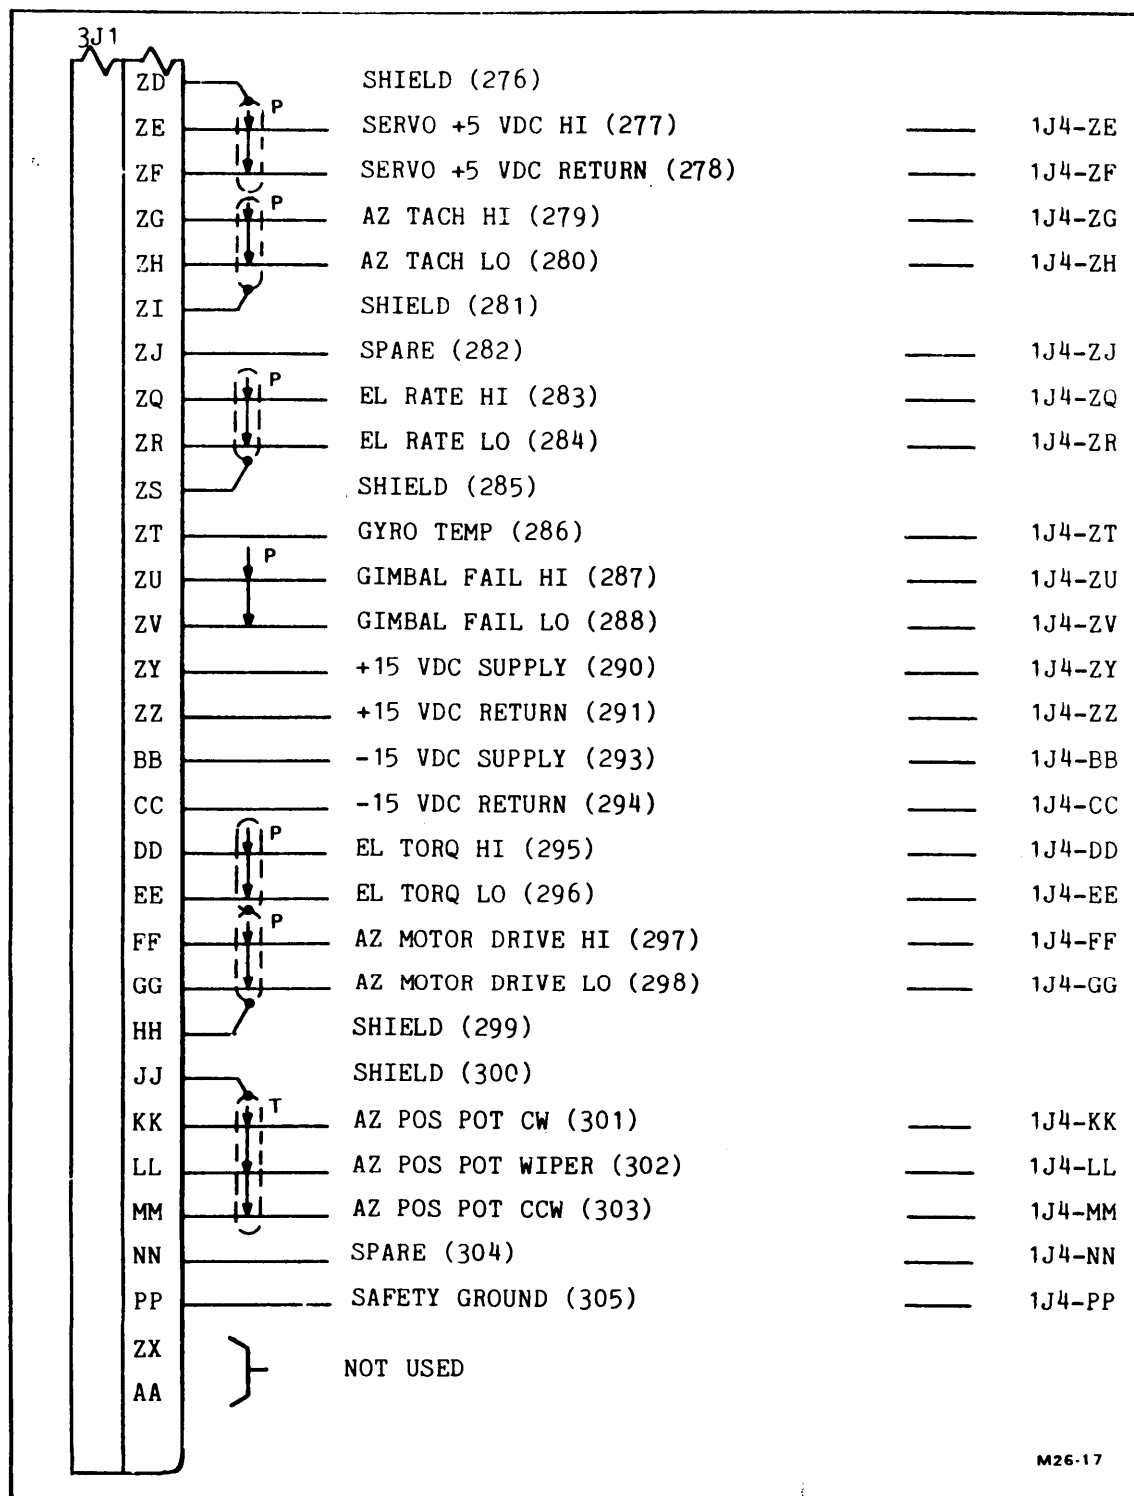 3J1
ZD SHIELD (276)
P
ZE SERVO +5 VDC HI (277) 1J4-ZE
ZF SERVO +5 VDC RETURN (278) 1J4-ZF
P
ZG AZ TACH HI (279) 1J4-ZG
ZH AZ TACH LO (280) 1J4-ZH
ZI SHIELD (281)
ZJ SPARE (282) 1J4-ZJ
P
ZQ EL RATE HI (283) 1J4-ZQ
ZR EL RATE LO (284) 1J4-ZR
ZS SHIELD (285)
ZT GYRO TEMP (286) 1J4-ZT
P
ZU GIMBAL FAIL HI (287) 1J4-ZU
ZV GIMBAL FAIL LO (288) 1J4-ZV
ZY +15 VDC SUPPLY (290) 1J4-ZY
ZZ +15 VDC RETURN (291) 1J4-ZZ
BB -15 VDC SUPPLY (293) 1J4-BB
CC -15 VDC RETURN (294) 1J4-CC
P
DD EL TORQ HI (295) 1J4-DD
EE EL TORQ LO (296) 1J4-EE
P
FF AZ MOTOR DRIVE HI (297) 1J4-FF
GG AZ MOTOR DRIVE LO (298) 1J4-GG
HH SHIELD (299)
JJ SHIELD (300)
T
KK AZ POS POT CW (301) 1J4-KK
LL AZ POS POT WIPER (302) 1J4-LL
MM AZ POS POT CCW (303) 1J4-MM
NN SPARE (304) 1J4-NN
PP SAFETY GROUND (305) 1J4-PP
ZX
NOT USED
AA
M26-17